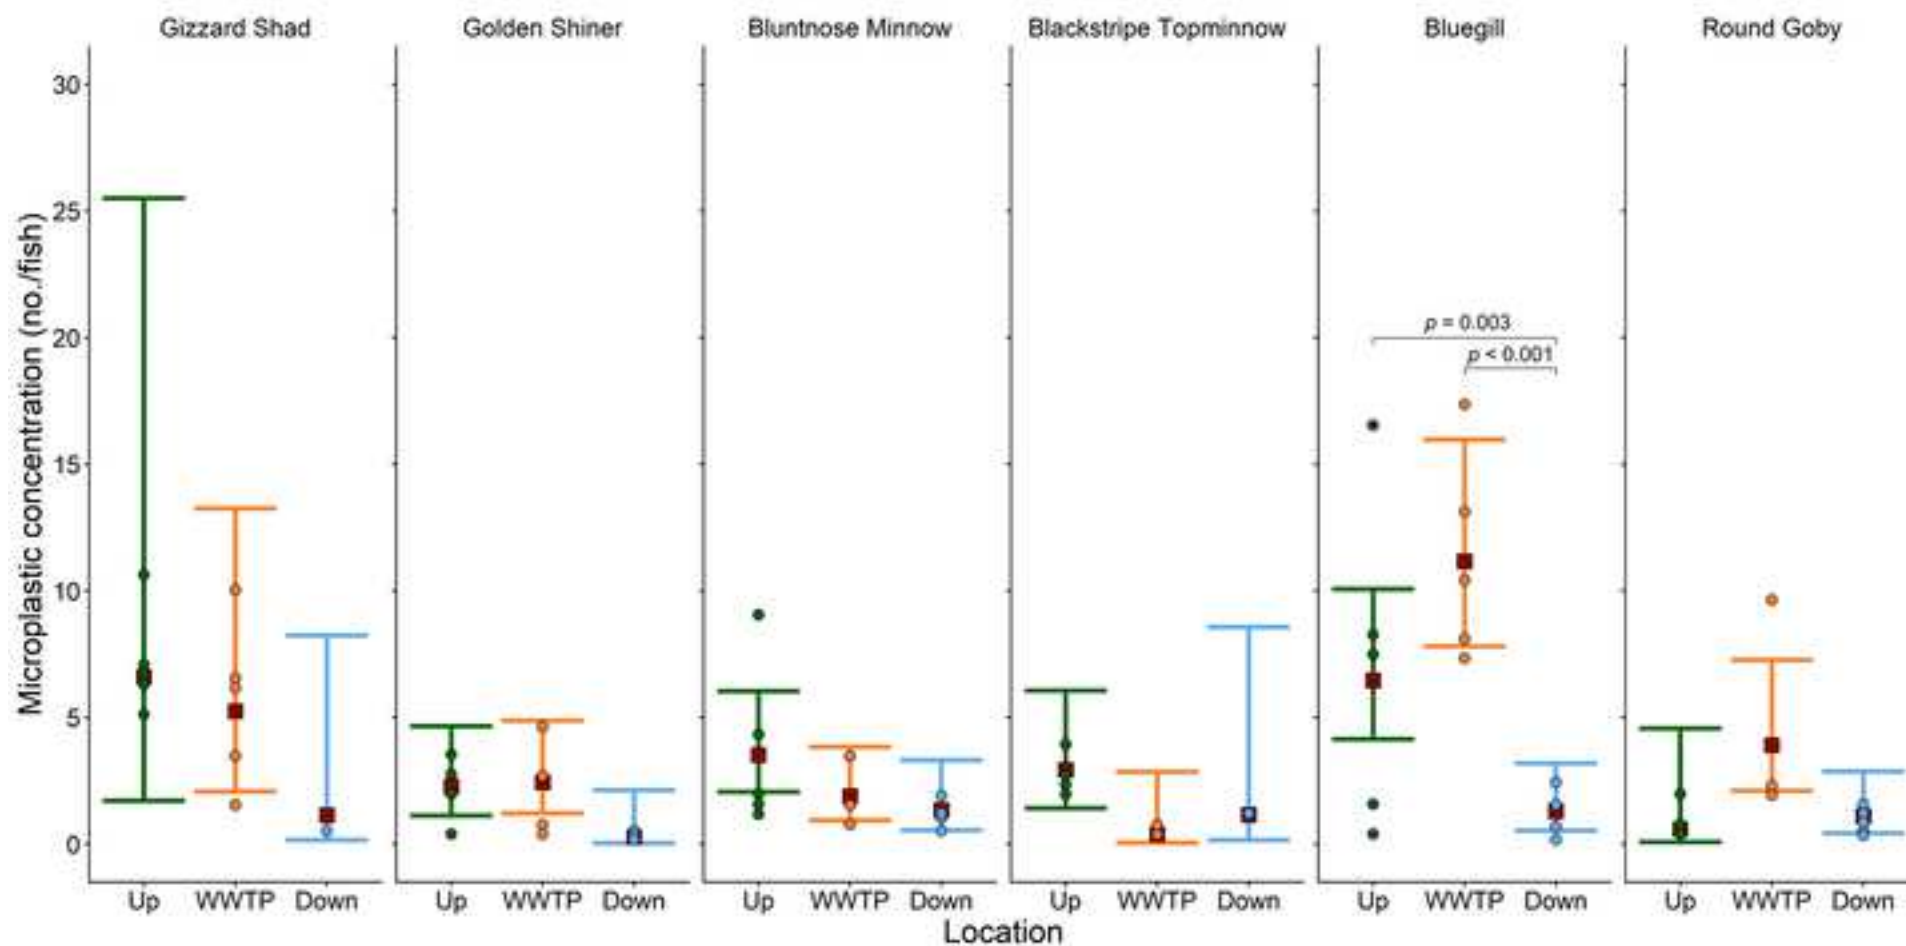 Gizzard Shad Golden Shiner Bluntnose Minnow Blackstripe Topminnow Bluegill Round Goby
Microplastic concentration (no./fish)
30
25
20
15
10
5
0
p = 0.003
p < 0.001
Up WWTP Down Up WWTP Down Up WWTP Down Up WWTP Down Up WWTP Down Up WWTP Down
Location